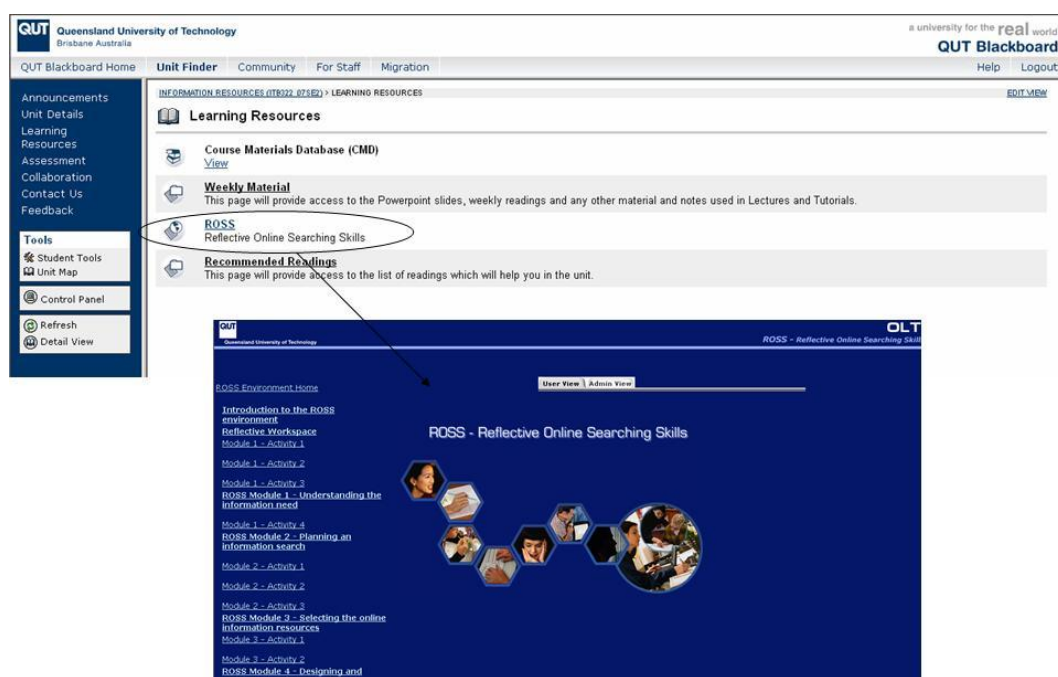 QUT
Queensland University of Technology
Brisbane Australia
a university for the real world
QUT Blackboard
QUT Blackboard Home Unit Finder Community For Staff Migration Help Logout
Announcements
Unit Details
Learning
Resources
Assessment
Collaboration
Contact Us
Feedback
Tools
Student Tools
Unit Map
Control Panel
Refresh
Detail View
INFORMATION RESOURCES (ITB322_07SE2) > LEARNING RESOURCES EDIT VIEW
Learning Resources
Course Materials Database (CMD)
View
Weekly Material
This page will provide access to the Powerpoint slides, weekly readings and any other material and notes used in Lectures and Tutorials.
ROSS
Reflective Online Searching Skills
Recommended Readings
This page will provide access to the list of readings which will help you in the unit.
QUT
Queensland University of Technology
OLT
ROSS - Reflective Online Searching Skill
User View Admin View
ROSS Environment Home
Introduction to the ROSS
environment
Reflective Workspace
Module 1 - Activity 1
Module 1 - Activity 2
Module 1 - Activity 3
ROSS Module 1 - Understanding the
information need
Module 1 - Activity 4
ROSS Module 2 - Planning an
information search
Module 2 - Activity 1
Module 2 - Activity 2
Module 2 - Activity 3
ROSS Module 3 - Selecting the online
information resources
Module 3 - Activity 1
Module 3 - Activity 2
ROSS Module 4 - Designing and
ROSS - Reflective Online Searching Skills